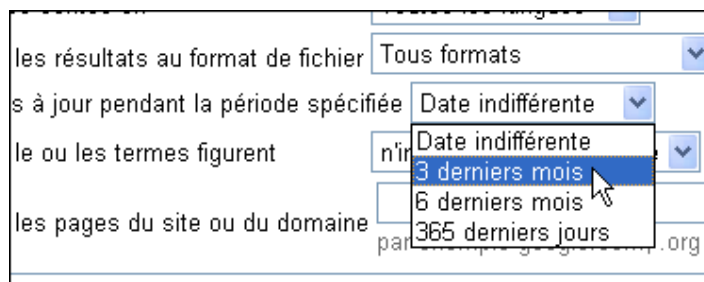 les résultats au format de fichier Tous formats
s à jour pendant la période spécifiée Date indifférente
Date indifférente
le ou les termes figurent
3 derniers mois
6 derniers mois
les pages du site ou du domaine
365 derniers jours
.org